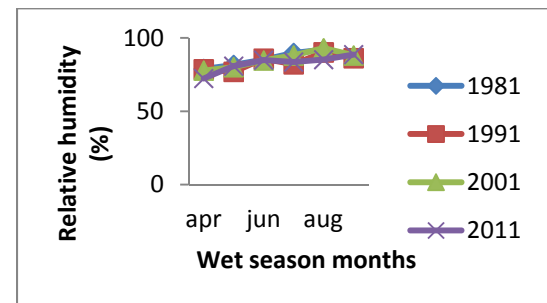 Relative humidity
(%)
100
50
0
apr jun aug
Wet season months
1981
1991
2001
2011